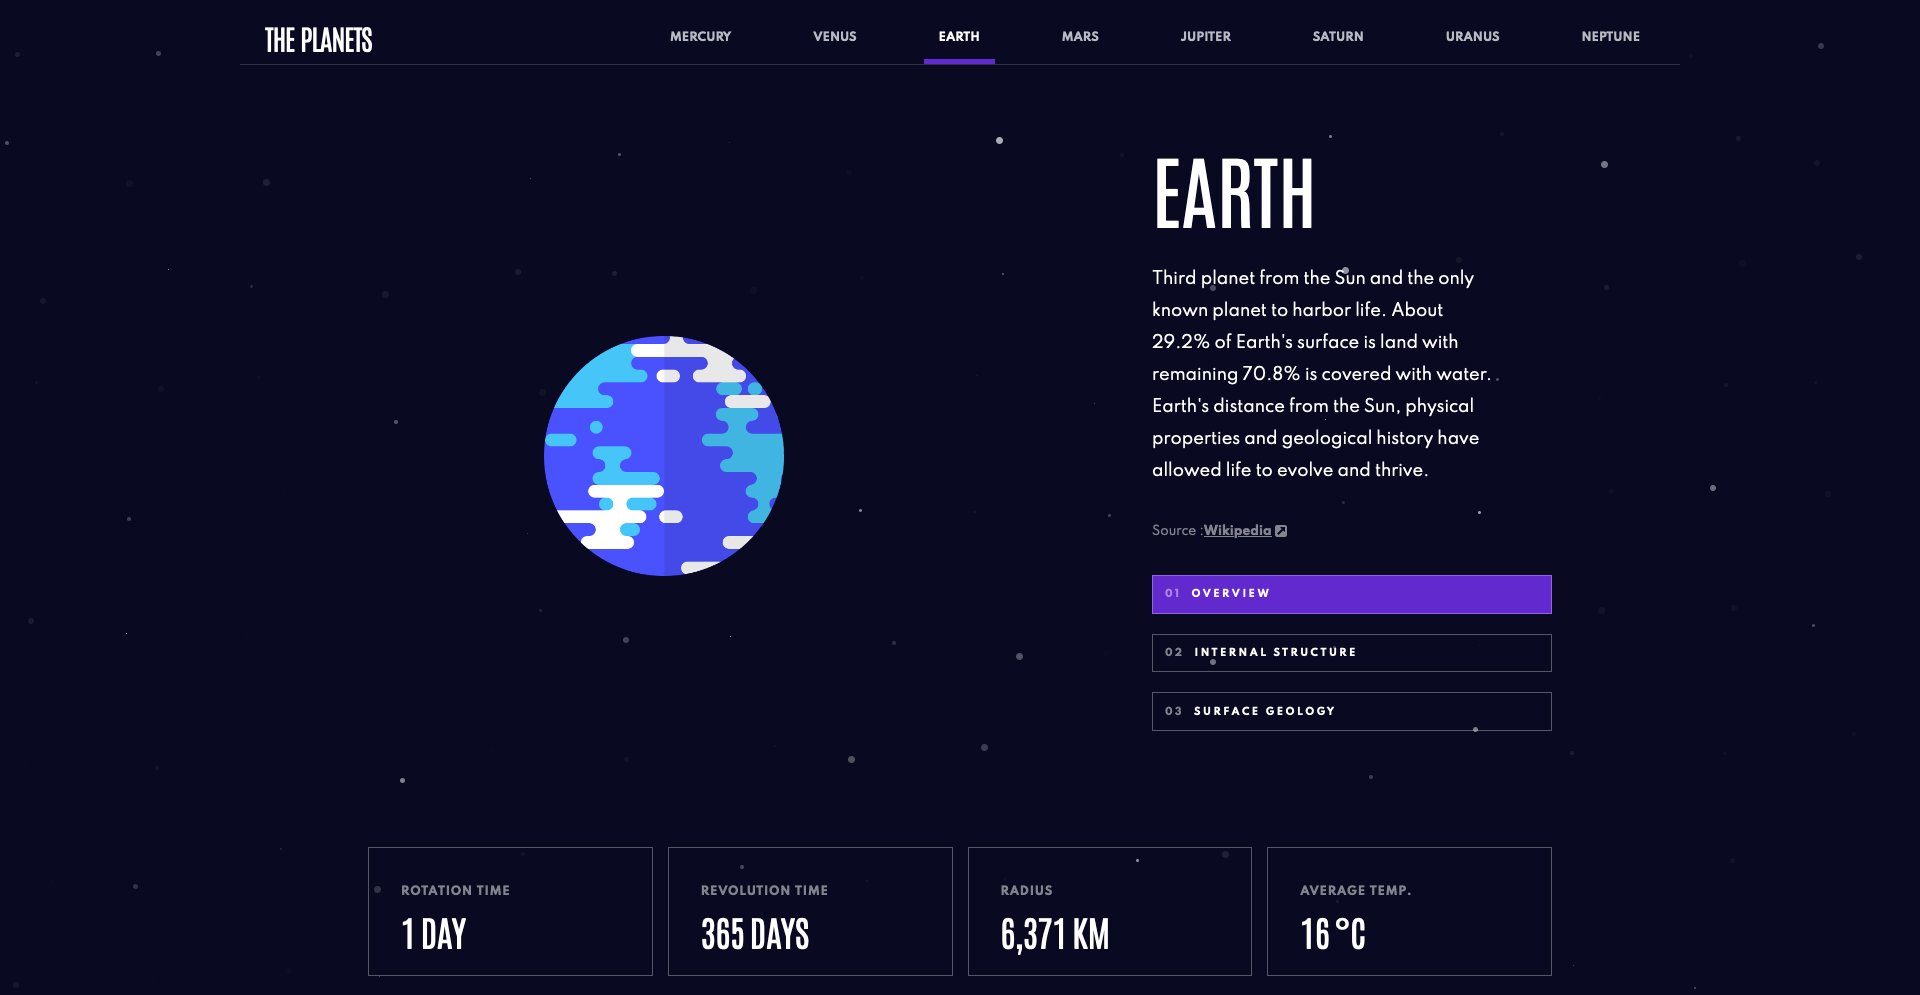 THE PLANETS
MERCURY
VENUS
EARTH
MARS
JUPITER
SATURN
URANUS
NEPTUNE
EARTH
Third planet from the Sun and the only
known planet to harbor life. About
29.2% of Earth's surface is land with
remaining 70.8% is covered with water.
Earth's distance from the Sun, physical
properties and geological history have
allowed life to evolve and thrive.
Source :Wikipedia
01 OVERVIEW
02 INTERNAL STRUCTURE
03 SURFACE GEOLOGY
ROTATION TIME
1 DAY
REVOLUTION TIME
365 DAYS
RADIUS
6,371 KM
AVERAGE TEMP.
16 °C